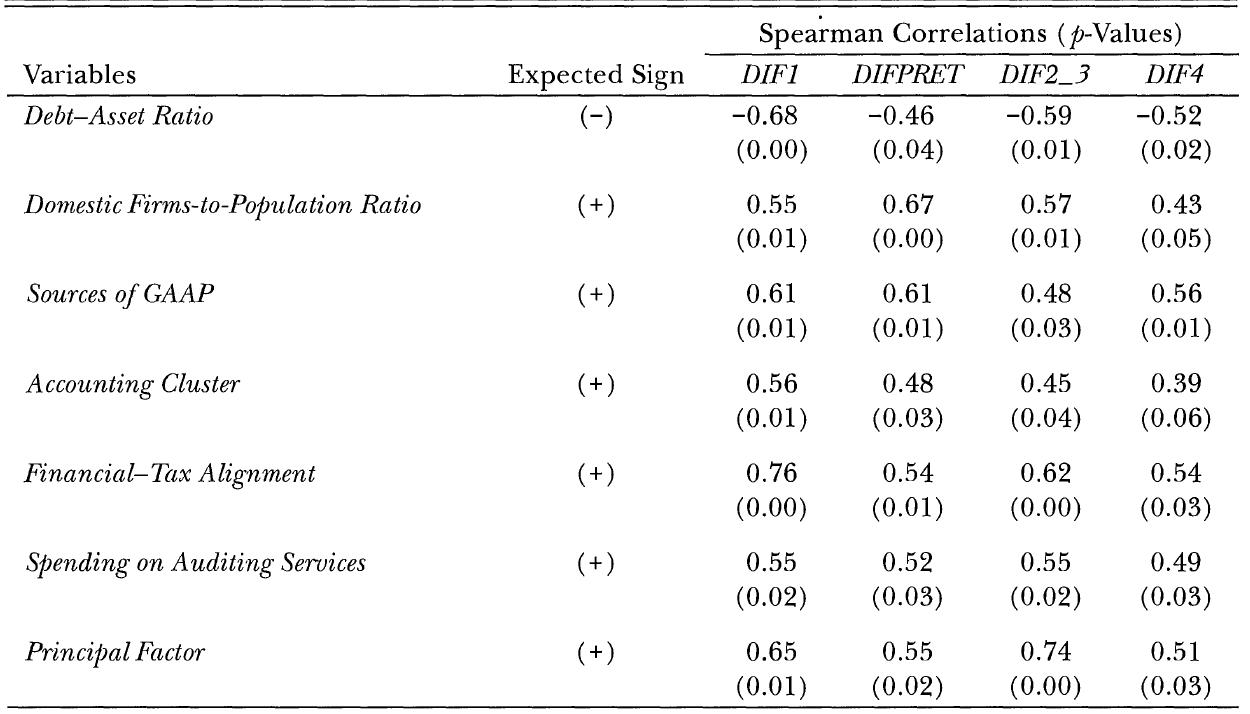 Spearman Correlations (p-Values)
Variables Expected Sign DIF1 DIFPRET DIF2_3 DIF4
Debt–Asset Ratio (−) −0.68 −0.46 −0.59 −0.52
(0.00) (0.04) (0.01) (0.02)
Domestic Firms-to-Population Ratio (+) 0.55 0.67 0.57 0.43
(0.01) (0.00) (0.01) (0.05)
Sources of GAAP (+) 0.61 0.61 0.48 0.56
(0.01) (0.01) (0.03) (0.01)
Accounting Cluster (+) 0.56 0.48 0.45 0.39
(0.01) (0.03) (0.04) (0.06)
Financial–Tax Alignment (+) 0.76 0.54 0.62 0.54
(0.00) (0.01) (0.00) (0.03)
Spending on Auditing Services (+) 0.55 0.52 0.55 0.49
(0.02) (0.03) (0.02) (0.03)
Principal Factor (+) 0.65 0.55 0.74 0.51
(0.01) (0.02) (0.00) (0.03)